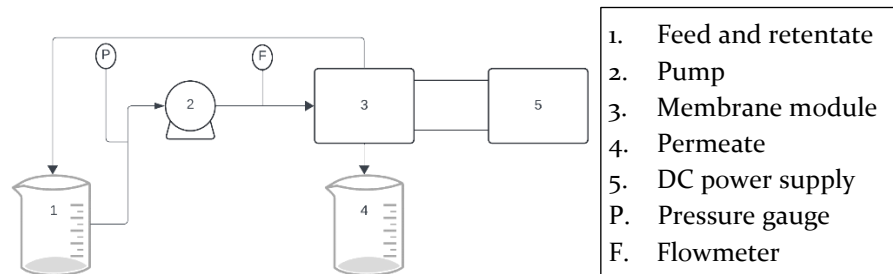 P
F
2
3
5
1
4
1. Feed and retentate
2. Pump
3. Membrane module
4. Permeate
5. DC power supply
P. Pressure gauge
F. Flowmeter